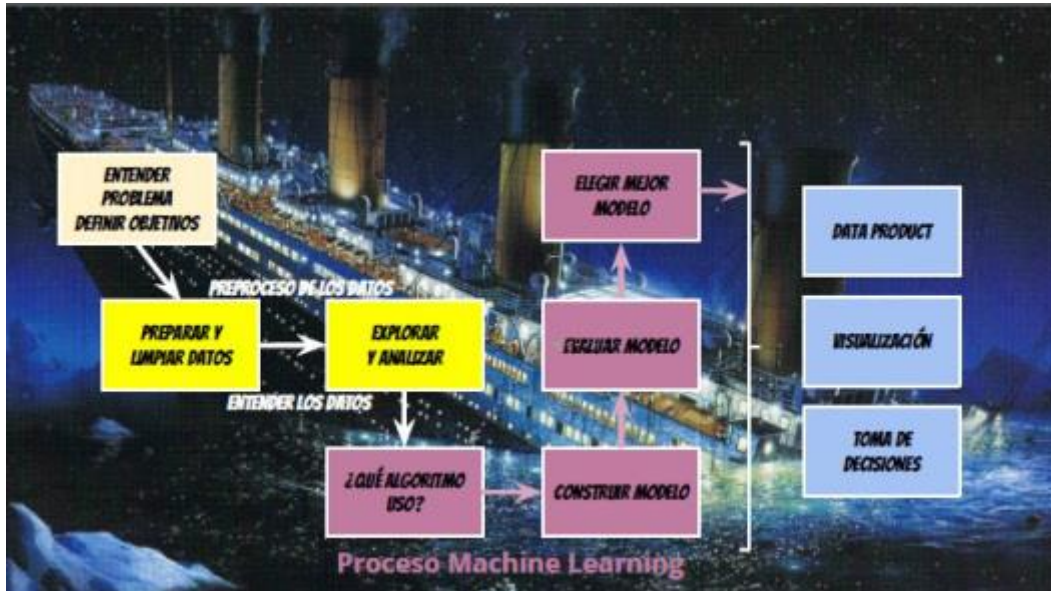 ENTENDER
PROBLEMA
DEFINIR OBJETIVOS
PREPROCESO DE LOS DATOS
PREPARAR Y
LIMPIAR DATOS
EXPLORAR
Y ANALIZAR
ENTENDER LOS DATOS
¿QUÉ ALGORITMO
USO?
CONSTRUIR MODELO
EVALUAR MODELO
ELEGIR MEJOR
MODELO
DATA PRODUCT
VISUALIZACIÓN
TOMA DE
DECISIONES
Proceso Machine Learning